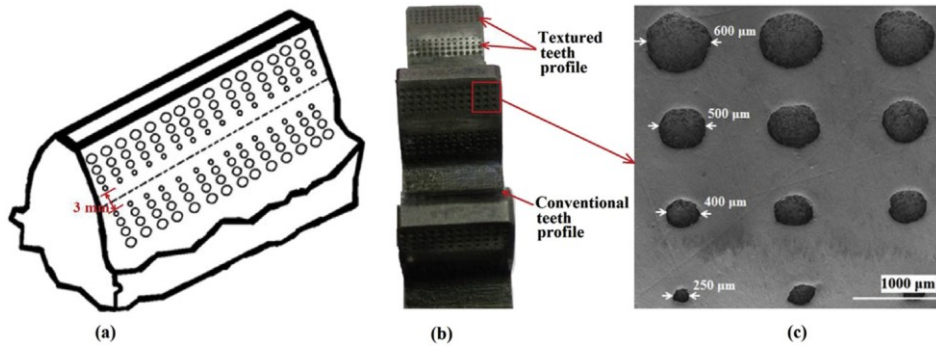 3 mm
(a)
Textured
teeth
profile
Conventional
teeth
profile
(b)
600 µm
500 µm
400 µm
250 µm
1000 µm
(c)